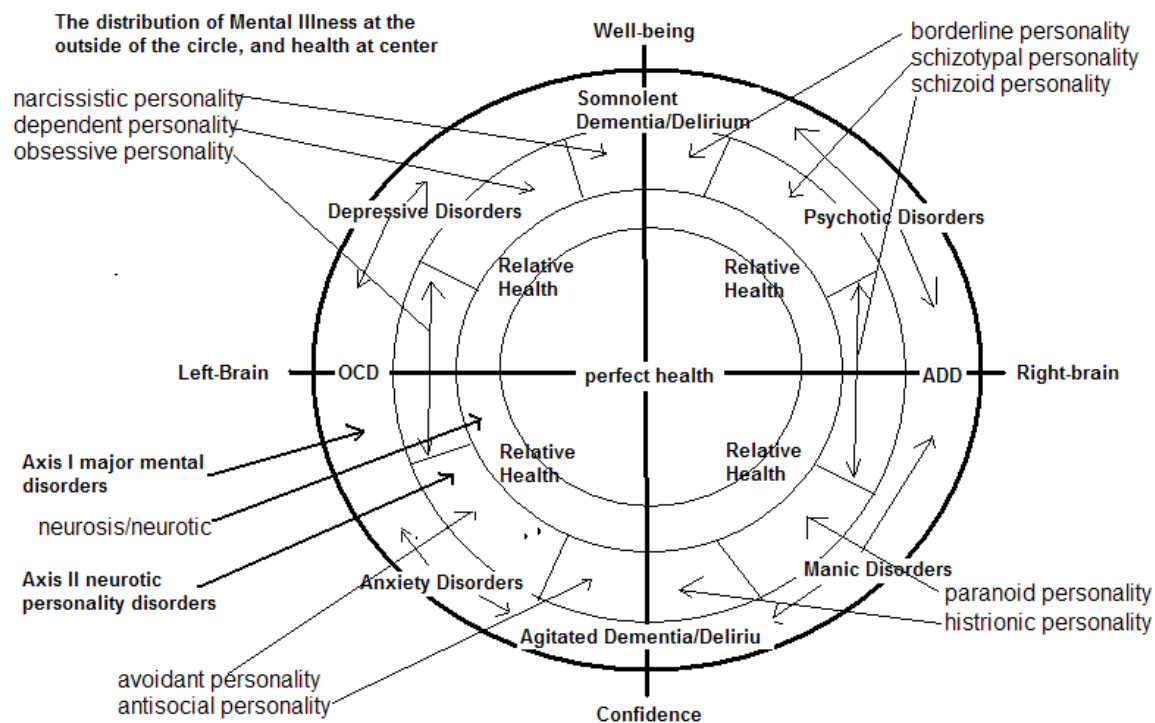 The distribution of Mental Illness at the
outside of the circle, and health at center
Well-being
borderline personality
schizotypal personality
schizoid personality
narcissistic personality
dependent personality
obsessive personality
Somnolent
Dementia/Delirium
Depressive Disorders
Psychotic Disorders
Relative
Health
Relative
Health
Left-Brain
OCD
perfect health
ADD
Right-brain
Axis I major mental
disorders
Relative
Health
Relative
Health
neurosis/neurotic
Axis II neurotic
personality disorders
Anxiety Disorders
Manic Disorders
paranoid personality
histrionic personality
Agitated Dementia/Deliriu
avoidant personality
antisocial personality
Confidence